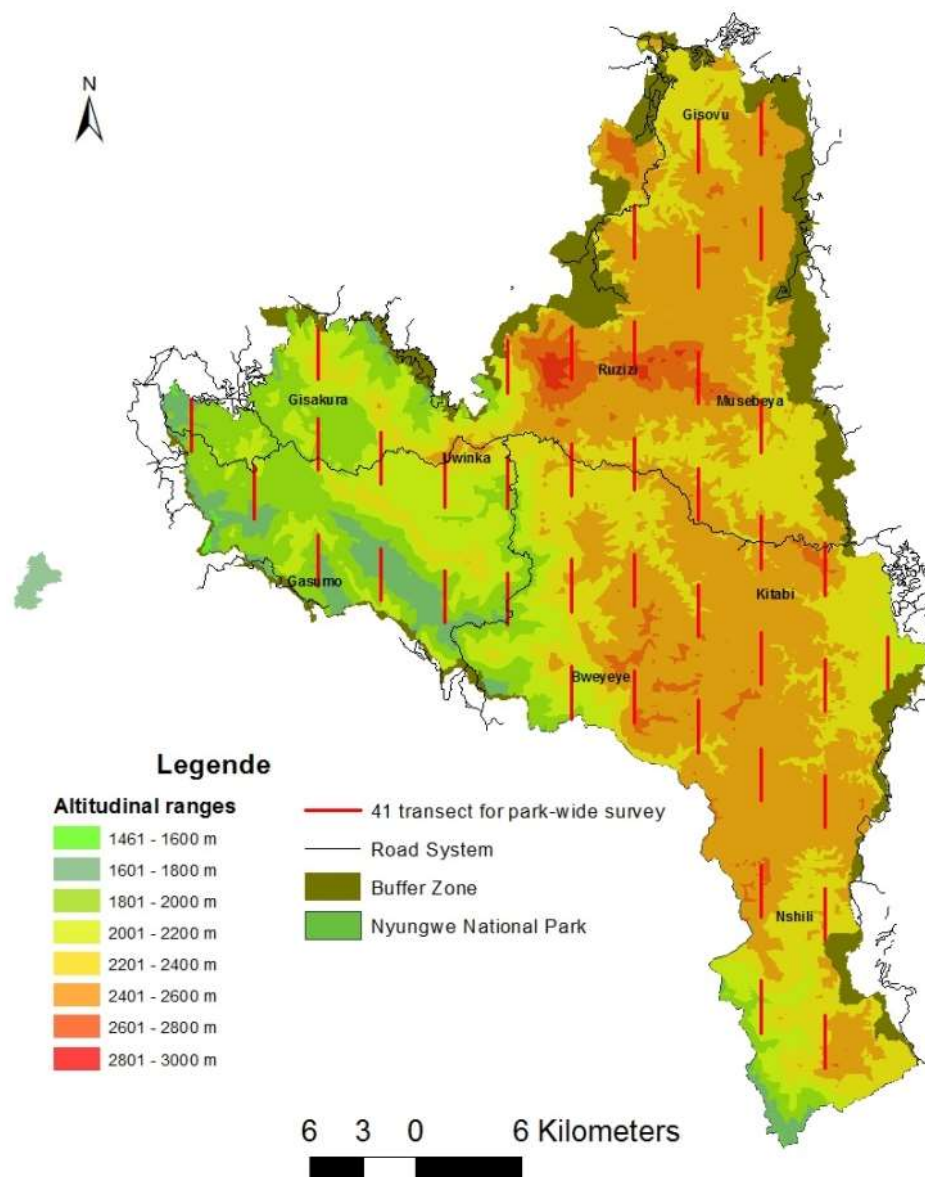 N
Gisovu
Ruzizi
Gisakura
Musebeya
Uwinka
Gasumo
Kitabi
Bweyeye
Legende
Altitudinal ranges
1461 - 1600 m
1601 - 1800 m
1801 - 2000 m
2001 - 2200 m
2201 - 2400 m
2401 - 2600 m
2601 - 2800 m
2801 - 3000 m
41 transect for park-wide survey
Road System
Buffer Zone
Nyungwe National Park
Nshili
6 3 0 6 Kilometers